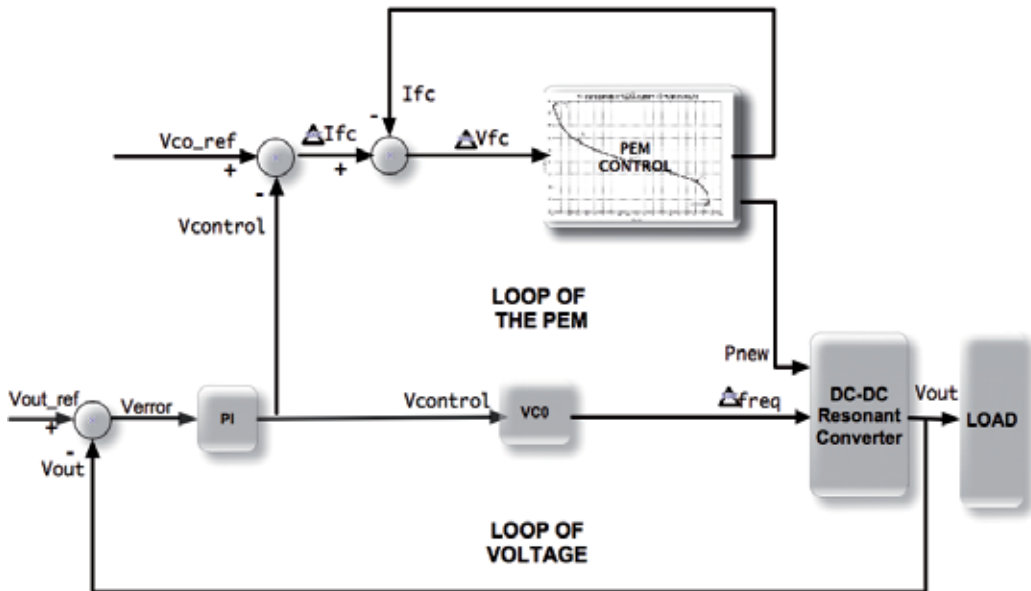 Ifc
Vco_ref
ΔIfc
ΔVfc
PEM
CONTROL
-
+
+
-
Vcontrol
LOOP OF
THE PEM
Pnew
Vout_ref
Verror
PI
Vcontrol
VC0
Δfreq
DC-DC
Resonant
Converter
Vout
LOAD
+
-
Vout
LOOP OF
VOLTAGE